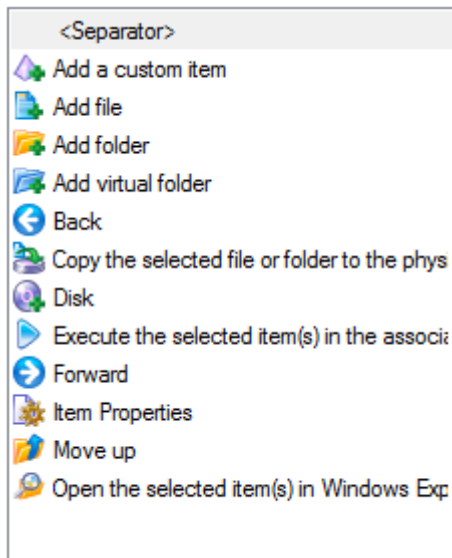 <Separator>
Add a custom item
Add file
Add folder
Add virtual folder
Back
Copy the selected file or folder to the phys
Disk
Execute the selected item(s) in the associa
Forward
Item Properties
Move up
Open the selected item(s) in Windows Exp